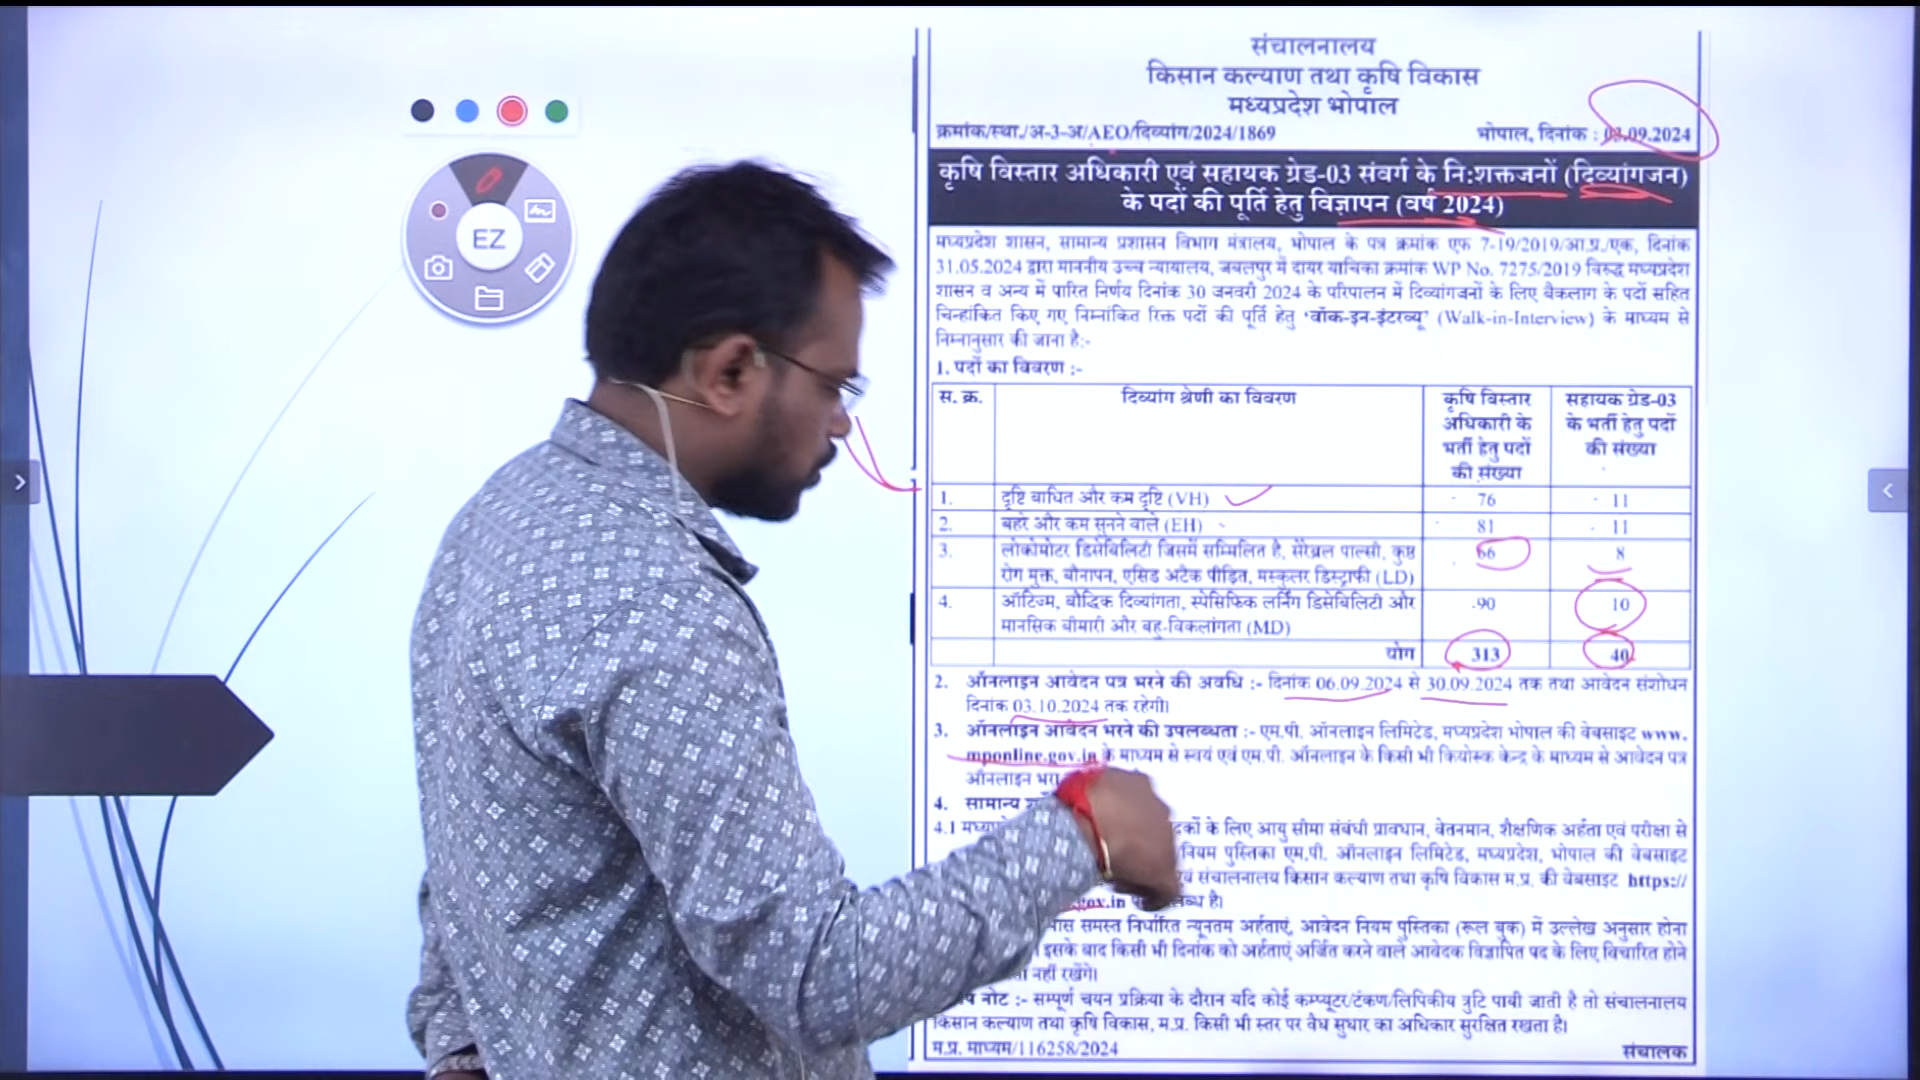 संचालनालय
किसान कल्याण तथा कृषि विकास
मध्यप्रदेश भोपाल
क्रमांक/स्था./अ-3-अ/AEO/दिव्यांग/2024/1869 भोपाल, दिनांक : 03.09.2024
कृषि विस्तार अधिकारी एवं सहायक ग्रेड-03 संवर्ग के नि:शक्तजनों (दिव्यांगजन)
के पदों की पूर्ति हेतु विज्ञापन (वर्ष 2024)
EZ
मध्यप्रदेश शासन, सामान्य प्रशासन विभाग मंत्रालय, भोपाल के पत्र क्रमांक एफ 7-19/2019/आ.प्र./एक, दिनांक
31.05.2024 द्वारा माननीय उच्च न्यायालय, जबलपुर में दायर याचिका क्रमांक WP No. 7275/2019 विरुद्ध मध्यप्रदेश
शासन व अन्य में पारित निर्णय दिनांक 30 जनवरी 2024 के परिपालन में दिव्यांगजनों के लिए बैकलाग के पदों सहित
चिन्हांकित किए गए निम्नांकित रिक्त पदों की पूर्ति हेतु 'वॉक-इन-इंटरव्यू' (Walk-in-Interview) के माध्यम से
निम्नानुसार की जाना है:-
1. पदों का विवरण :-
स. क्र. दिव्यांग श्रेणी का विवरण कृषि विस्तार सहायक ग्रेड-03
अधिकारी के के भर्ती हेतु पदों
भर्ती हेतु पदों की संख्या
की संख्या
1. दृष्टि बाधित और कम दृष्टि (VH) 76 11
2. बहरे और कम सुनने वाले (EH) 81 11
3. लोकोमोटर डिसेबिलिटी जिसमें सम्मिलित है, सेरेब्रल पाल्सी, कुष्ठ 66 8
रोग मुक्त, बौनापन, एसिड अटैक पीड़ित, मस्कुलर डिस्ट्राफी (LD)
4. ऑटिज्म, बौद्धिक दिव्यांगता, स्पेसिफिक लर्निंग डिसेबिलिटी और 90 10
मानसिक बीमारी और बहु-विकलांगता (MD)
योग 313 40
2. ऑनलाइन आवेदन पत्र भरने की अवधि :- दिनांक 06.09.2024 से 30.09.2024 तक तथा आवेदन संशोधन
दिनांक 03.10.2024 तक रहेगी।
3. ऑनलाइन आवेदन भरने की उपलब्धता :- एम.पी. ऑनलाइन लिमिटेड, मध्यप्रदेश भोपाल की वेबसाइट www.
mponline.gov.in के माध्यम से स्वयं एवं एम.पी. ऑनलाइन के किसी भी कियोस्क केन्द्र के माध्यम से आवेदन पत्र
ऑनलाइन भरा
4. सामान्य
4.1 के लिए आयु सीमा संबंधी प्रावधान, वेतनमान, शैक्षणिक अर्हता एवं परीक्षा से
नियम पुस्तिका एम.पी. ऑनलाइन लिमिटेड, मध्यप्रदेश, भोपाल की वेबसाइट
एवं संचालनालय किसान कल्याण तथा कृषि विकास म.प्र. की वेबसाइट https://
gov.in है।
समस्त निर्धारित न्यूनतम अर्हताएं, आवेदन नियम पुस्तिका (रूल बुक) में उल्लेख अनुसार होना
इसके बाद किसी भी दिनांक को अर्हताएं अर्जित करने वाले आवेदक विज्ञापित पद के लिए विचारित होने
नहीं रखेंगे।
नोट :- सम्पूर्ण चयन प्रक्रिया के दौरान यदि कोई कम्प्यूटर/टंकण/लिपिकीय त्रुटि पायी जाती है तो संचालनालय
किसान कल्याण तथा कृषि विकास, म.प्र. किसी भी स्तर पर वैध सुधार का अधिकार सुरक्षित रखता है।
म.प्र. माध्यम/116258/2024 संचालक